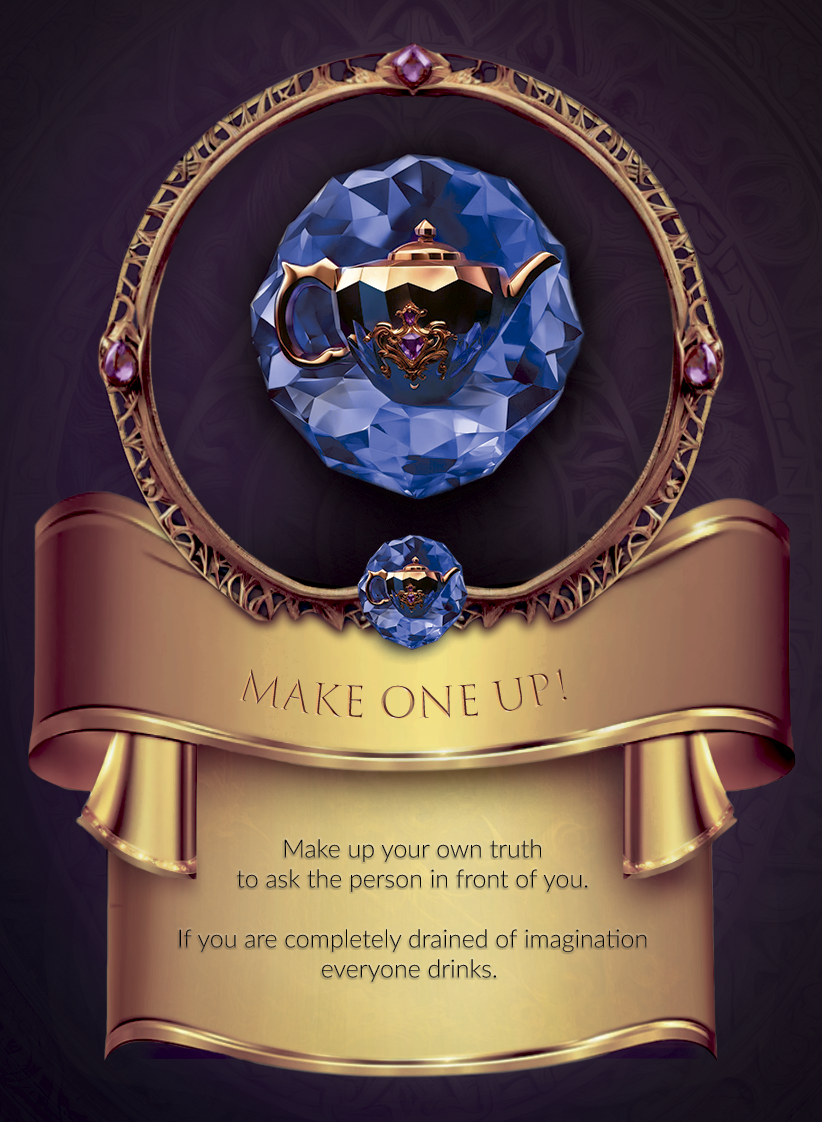 MAKE ONE UP!
Make up your own truth
to ask the person in front of you.
If you are completely drained of imagination
everyone drinks.